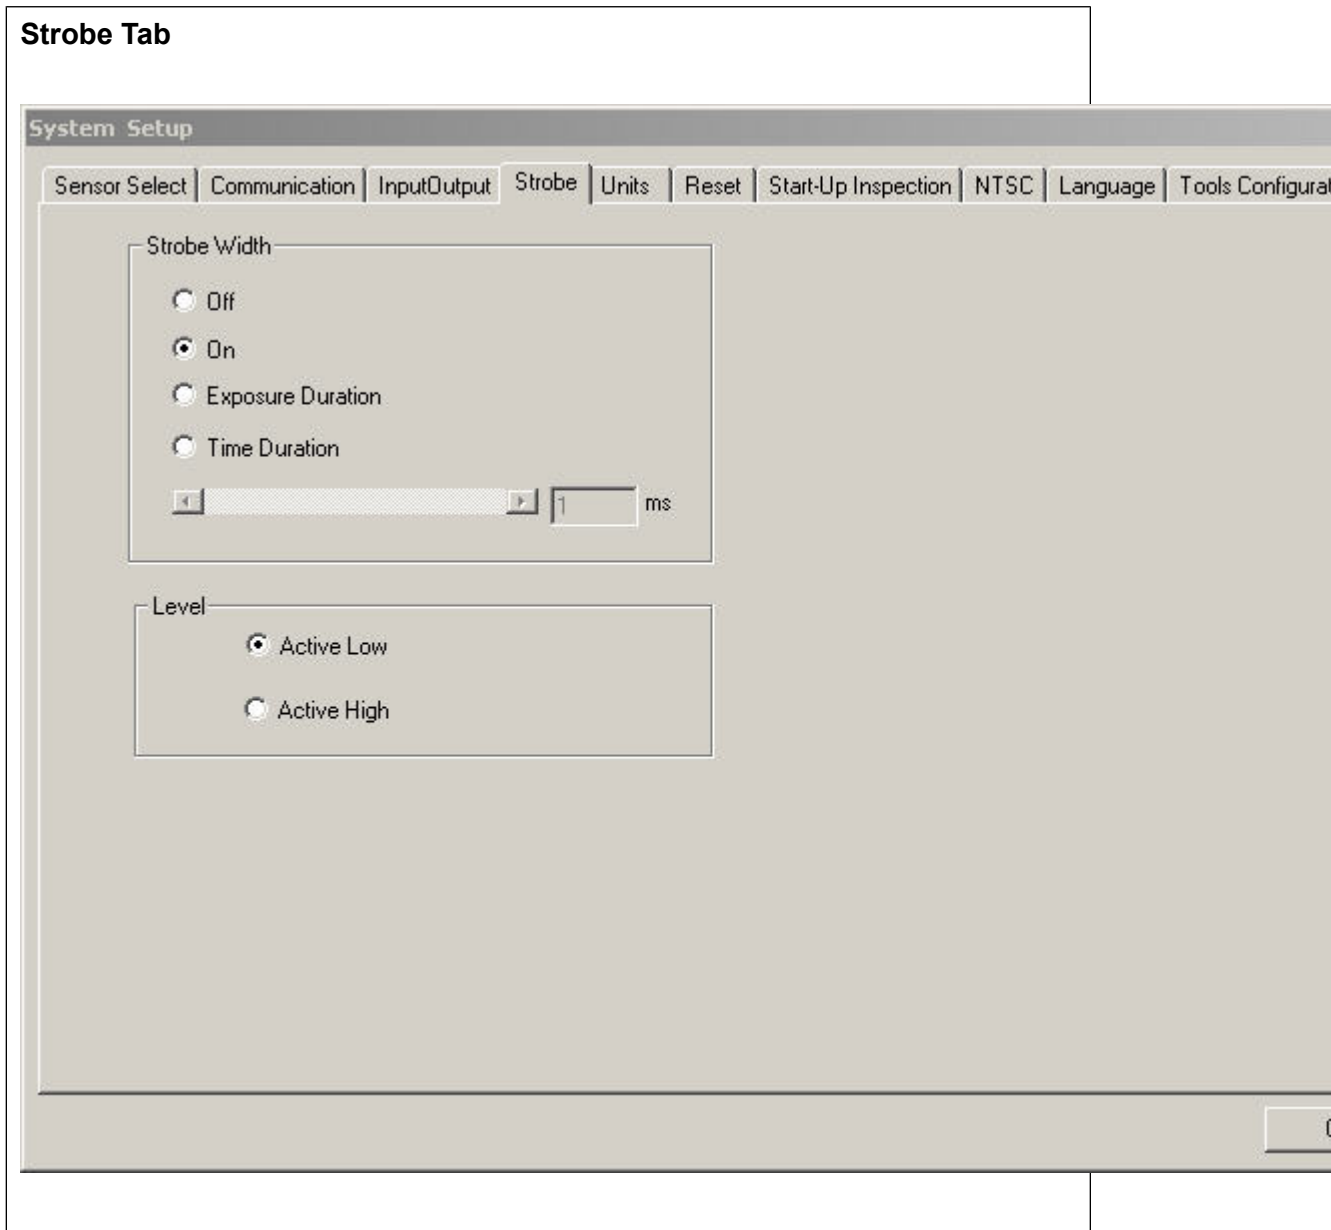 Strobe Tab
System Setup
Sensor Select Communication InputOutput Strobe Units Reset Start-Up Inspection NTSC Language Tools
Strobe Width
Off
On
Exposure Duration
Time Duration
1 ms
Level
Active Low
Active High